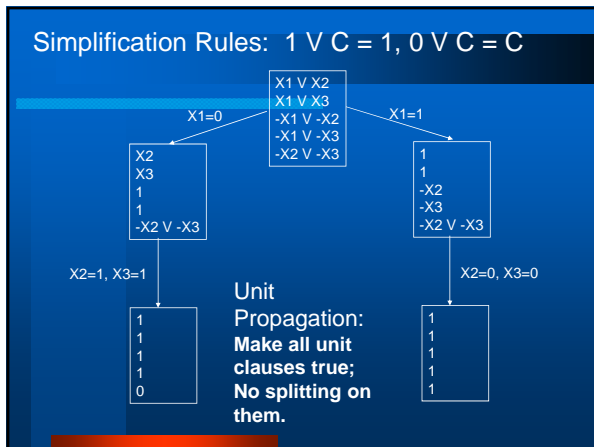 Simplification Rules: 1 V C = 1, 0 V C = C
X1 V X2
X1 V X3
-X1 V -X2
-X1 V -X3
-X2 V -X3
X1=0
X1=1
X2
X3
1
1
-X2 V -X3
1
1
-X2
-X3
-X2 V -X3
X2=1, X3=1
X2=0, X3=0
1
1
1
1
0
Unit
Propagation:
Make all unit
clauses true;
No splitting on
them.
1
1
1
1
1